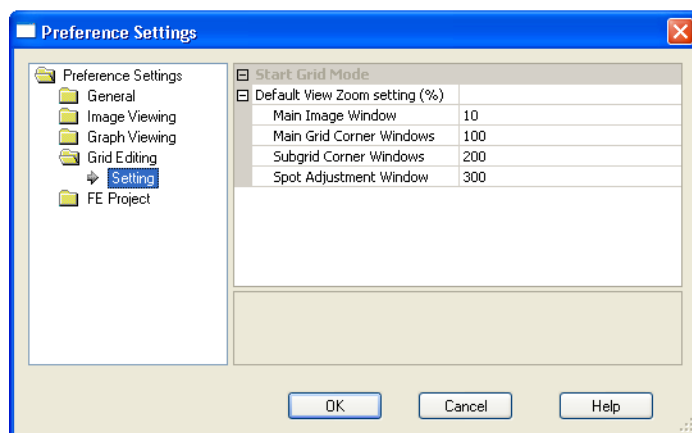 Preference Settings
Preference Settings
General
Image Viewing
Graph Viewing
Grid Editing
Setting
FE Project
Start Grid Mode
Default View Zoom setting (%)
Main Image Window 10
Main Grid Corner Windows 100
Subgrid Corner Windows 200
Spot Adjustment Window 300
OK Cancel Help